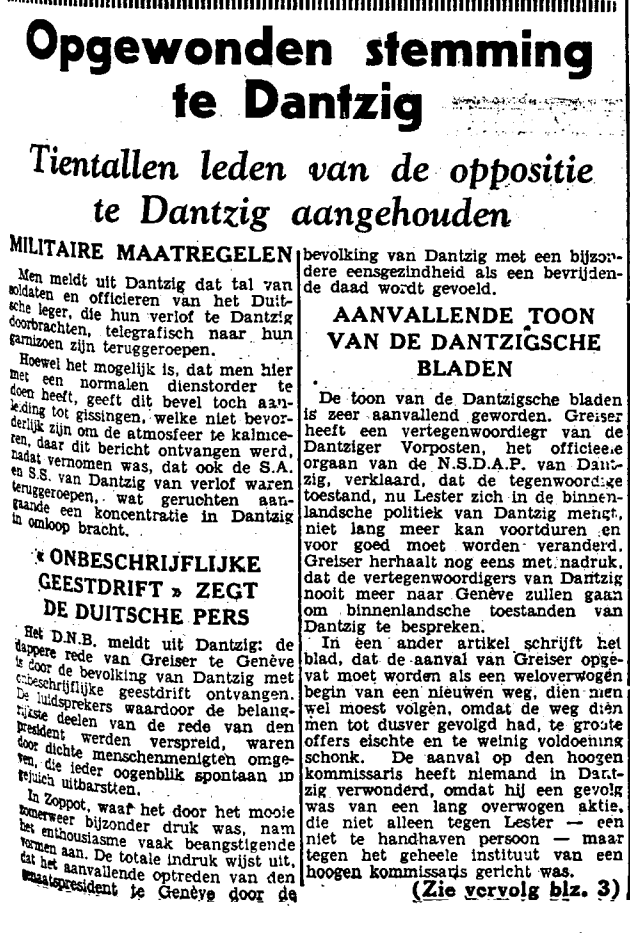 Opgewonden stemming
te Dantzig
Tientallen leden van de oppositie
te Dantzig aangehouden
MILITAIRE MAATREGELEN
Men meldt uit Dantzig dat tal van
soldaten en officieren van het Duit-
sche leger, die hun verlof te Dantzig
doorbrachten, telegrafisch naar hun
garnizoen zijn teruggeroepen.
Hoewel het mogelijk is, dat men hier
met een normalen dienstorder te
doen heeft, geeft dit bevel toch aan-
leiding tot gissingen, welke niet bevor-
derlijk zijn om de atmosfeer te kalmee-
ren, daar dit bericht ontvangen werd,
nadat vernomen was, dat ook de S.A.
en S.S. van Dantzig van verlof waren
teruggeroepen, wat geruchten aan-
gaande een koncentratie in Dantzig
in omloop bracht.
« ONBESCHRIJFLIJKE
GEESTDRIFT » ZEGT
DE DUITSCHE PERS
Het D.N.B. meldt uit Dantzig: de
dappere rede van Greiser te Genève
is door de bevolking van Dantzig met
onbeschrijflijke geestdrift ontvangen.
De luidsprekers waardoor de belang-
rijkste deelen van de rede van den
president werden verspreid, waren
door dichte menschenmenigten omge-
ven, die ieder oogenblik spontaan in
gejuich uitbarstten.
In Zoppot, waar het door het mooie
zomerweer bijzonder druk was, nam
het enthousiasme vaak beangstigende
vormen aan. De totale indruk wijst uit,
dat het aanvallende optreden van den
senaatspresident te Genève door de
bevolking van Dantzig met een bijzon-
dere eensgezindheid als een bevrijden-
de daad wordt gevoeld.
AANVALLENDE TOON
VAN DE DANTZIGSCHE
BLADEN
De toon van de Dantzigsche bladen
is zeer aanvallend geworden. Greiser
heeft een vertegenwoordiegr van de
Dantziger Vorposten, het officieele
orgaan van de N.S.D.A.P. van Dant-
zig, verklaard, dat de tegenwoordige
toestand, nu Lester zich in de binnen-
landsche politiek van Dantzig mengt,
niet lang meer kan voortduren en
voor goed moet worden veranderd.
Greiser herhaalt nog eens met nadruk,
dat de vertegenwoordigers van Dantzig
nooit meer naar Genève zullen gaan
om binnenlandsche toestanden van
Dantzig te bespreken.
In een ander artikel schrijft het
blad, dat de aanval van Greiser opge-
vat moet worden als een weloverwogen
begin van een nieuwen weg, dien men
wel moest volgen, omdat de weg dien
men tot dusver gevolgd had, te groote
offers eischte en te weinig voldoening
schonk. De aanval op den hoogen
kommissaris heeft niemand in Dant-
zig verwonderd, omdat hij een gevolg
was van een lang overwogen aktie,
die niet alleen tegen Lester — een
niet te handhaven persoon — maar
tegen het geheele instituut van een
hoogen kommissaris gericht was.
(Zie vervolg blz. 3)